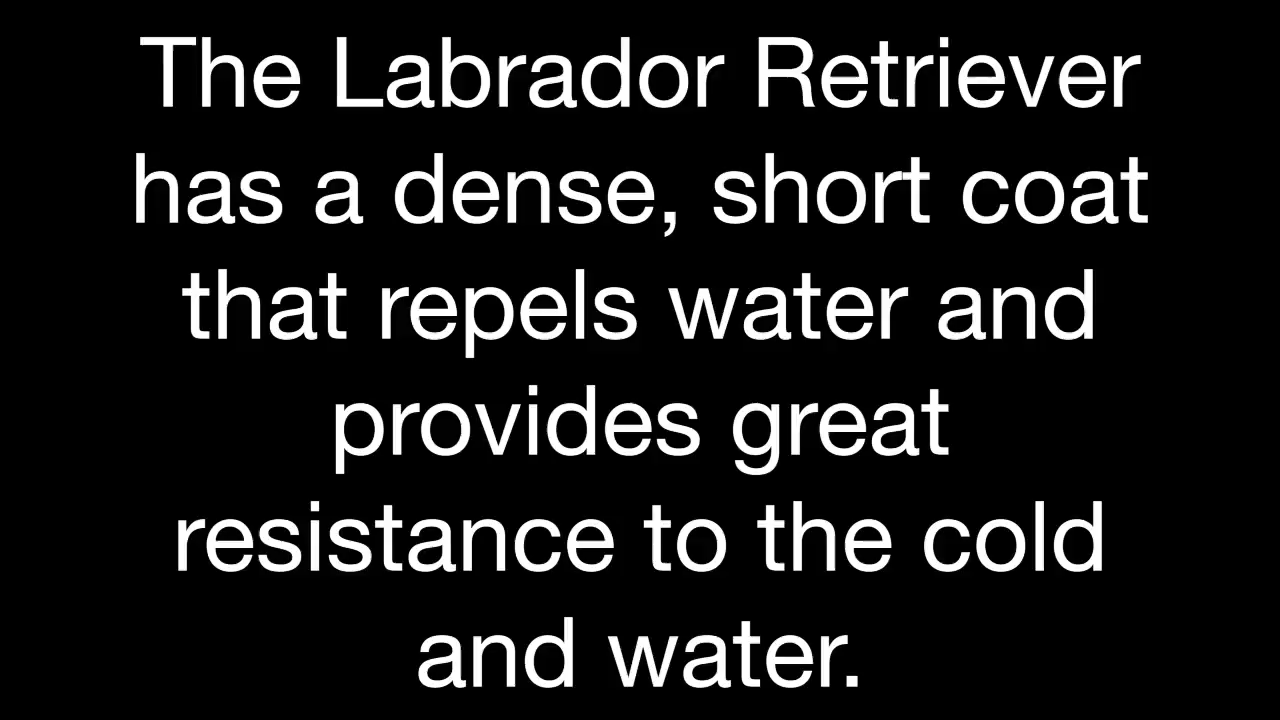 The Labrador Retriever
has a dense, short coat
that repels water and
provides great
resistance to the cold
and water.